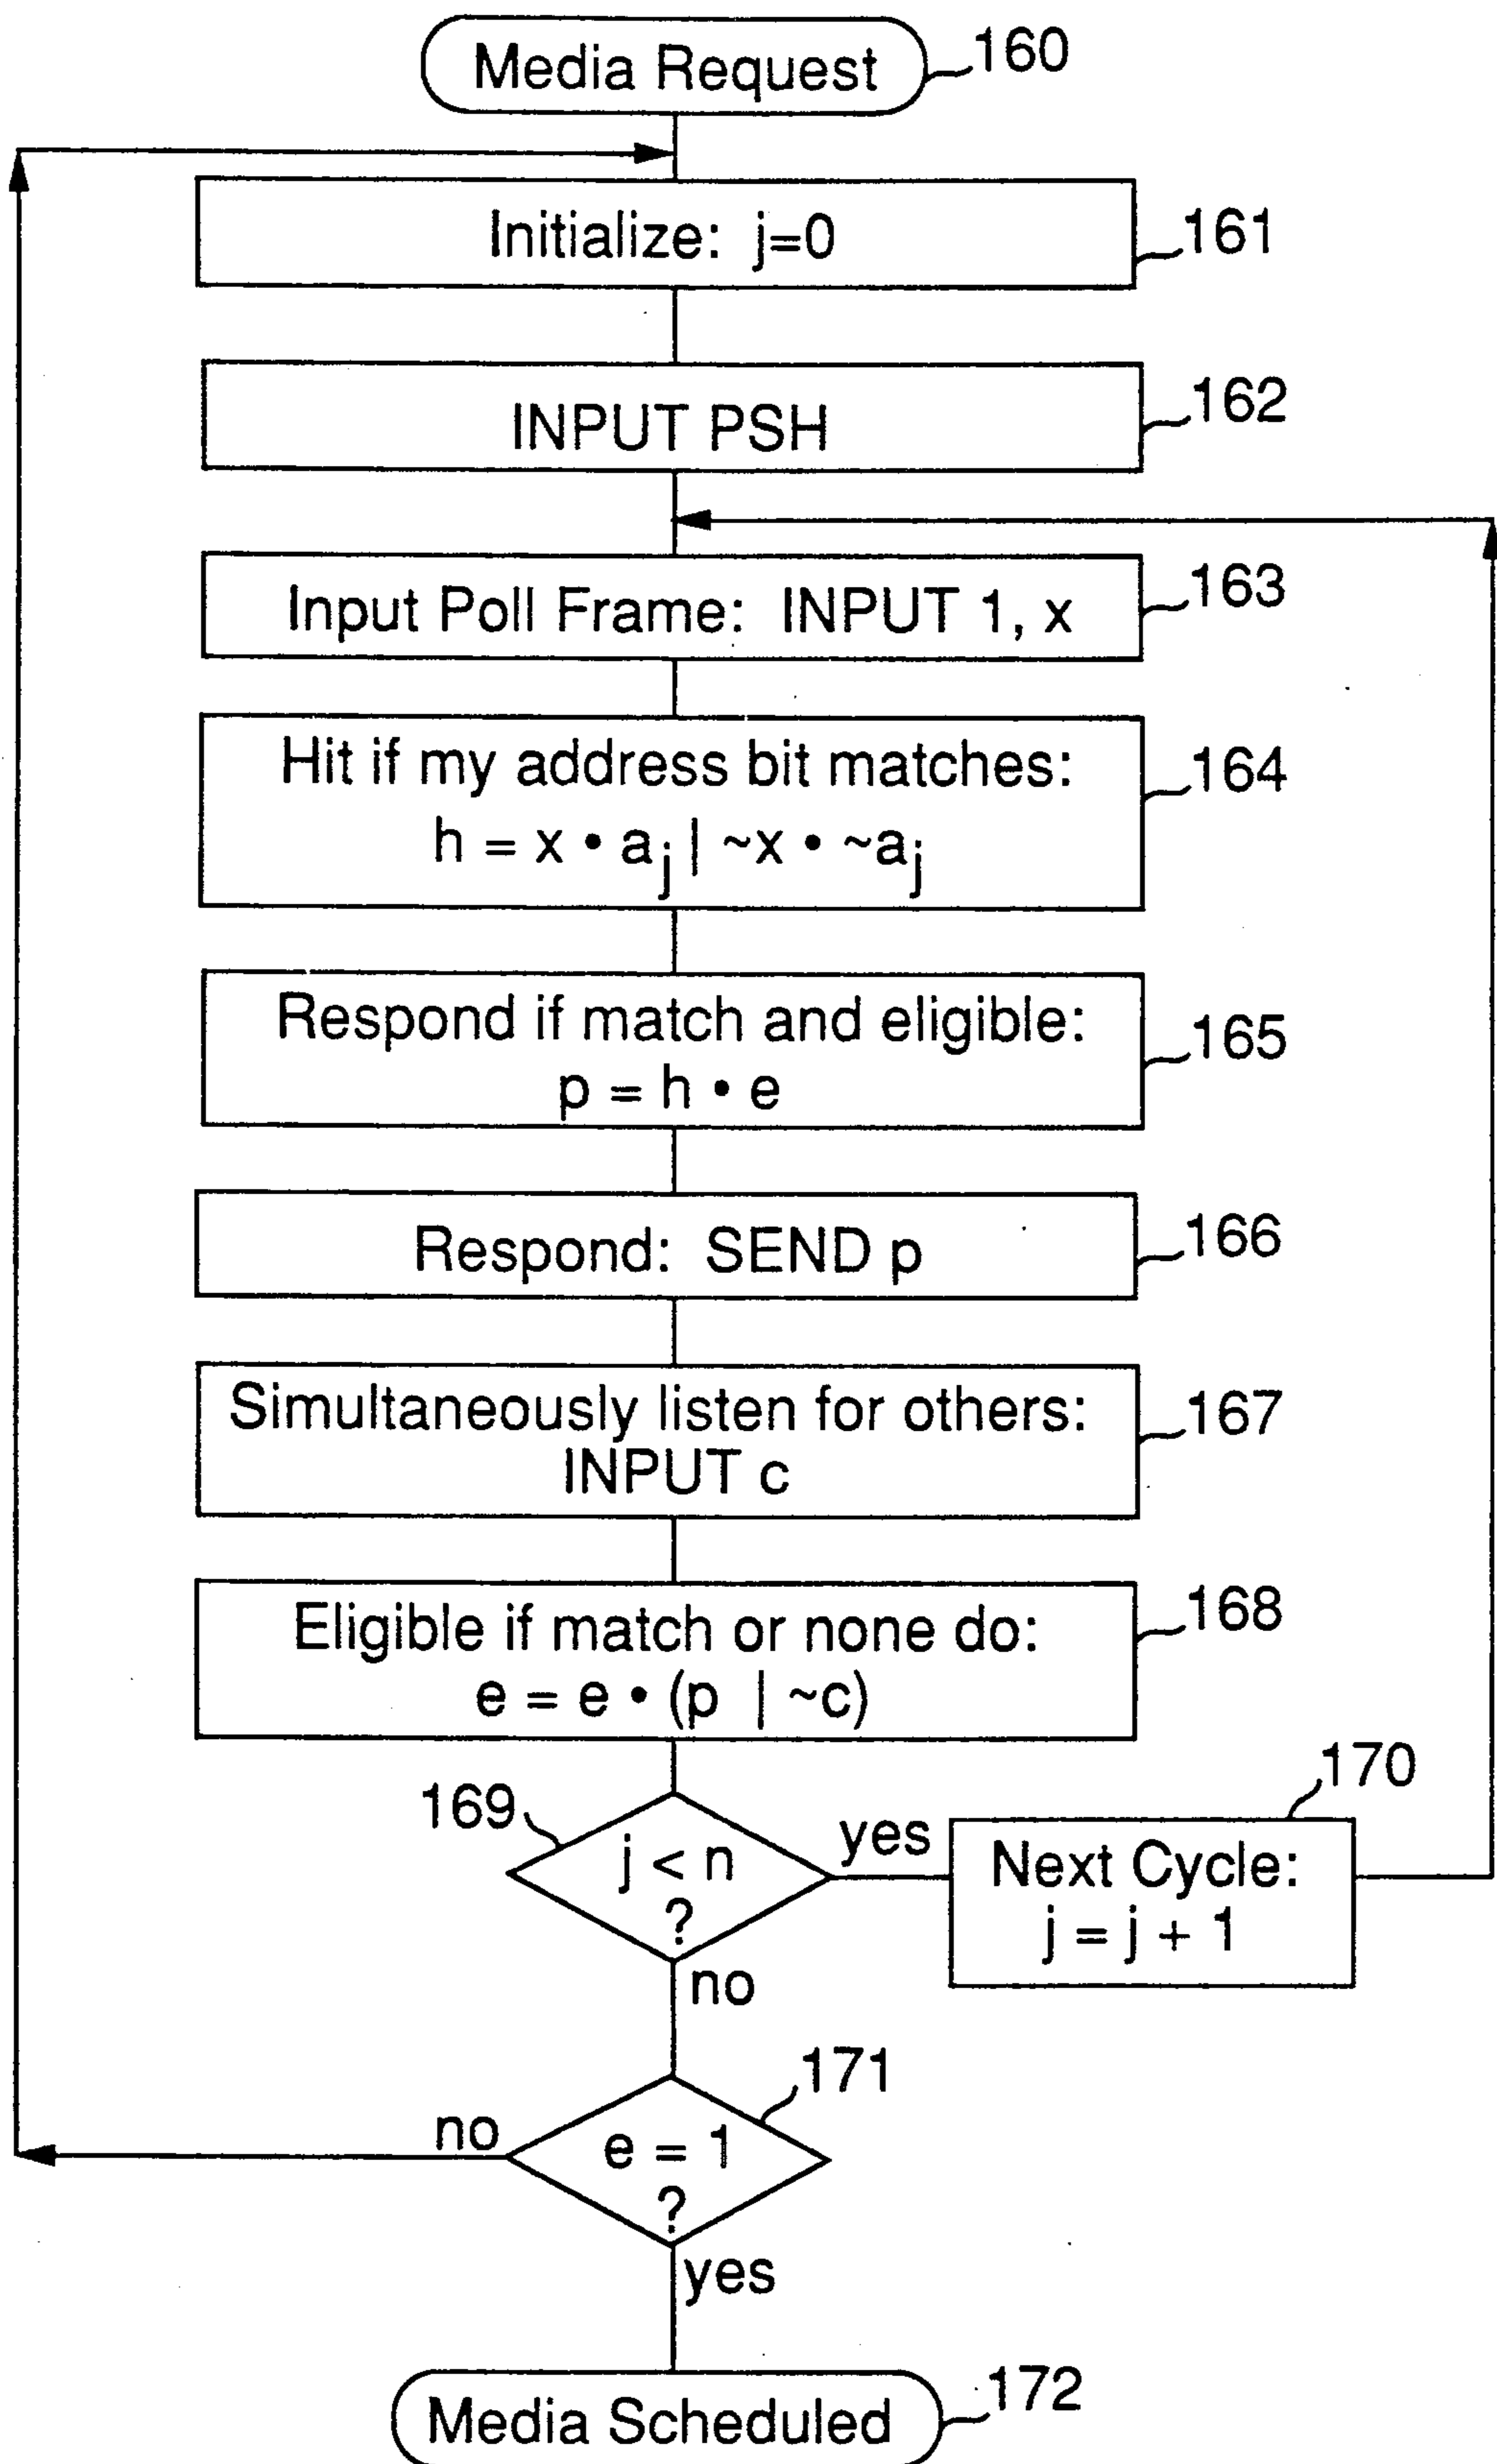 Media Request
160
Initialize: j=0
161
INPUT PSH
162
Input Poll Frame: INPUT 1, x
163
Hit if my address bit matches:
h = x • aj | ~x • ~aj
164
Respond if match and eligible:
p = h • e
165
Respond: SEND p
166
Simultaneously listen for others:
INPUT c
167
Eligible if match or none do:
e = e • (p | ~c)
168
169
j < n
?
yes
no
Next Cycle:
j = j + 1
170
171
e = 1
?
no
yes
Media Scheduled
172